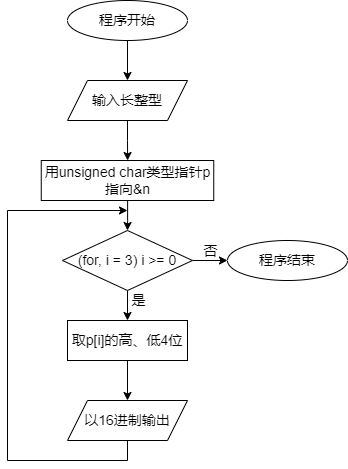 程序开始
输入长整型
用unsigned char类型指针p
指向&n
(for, i = 3) i >= 0
否
程序结束
是
取p[i]的高、低4位
以16进制输出